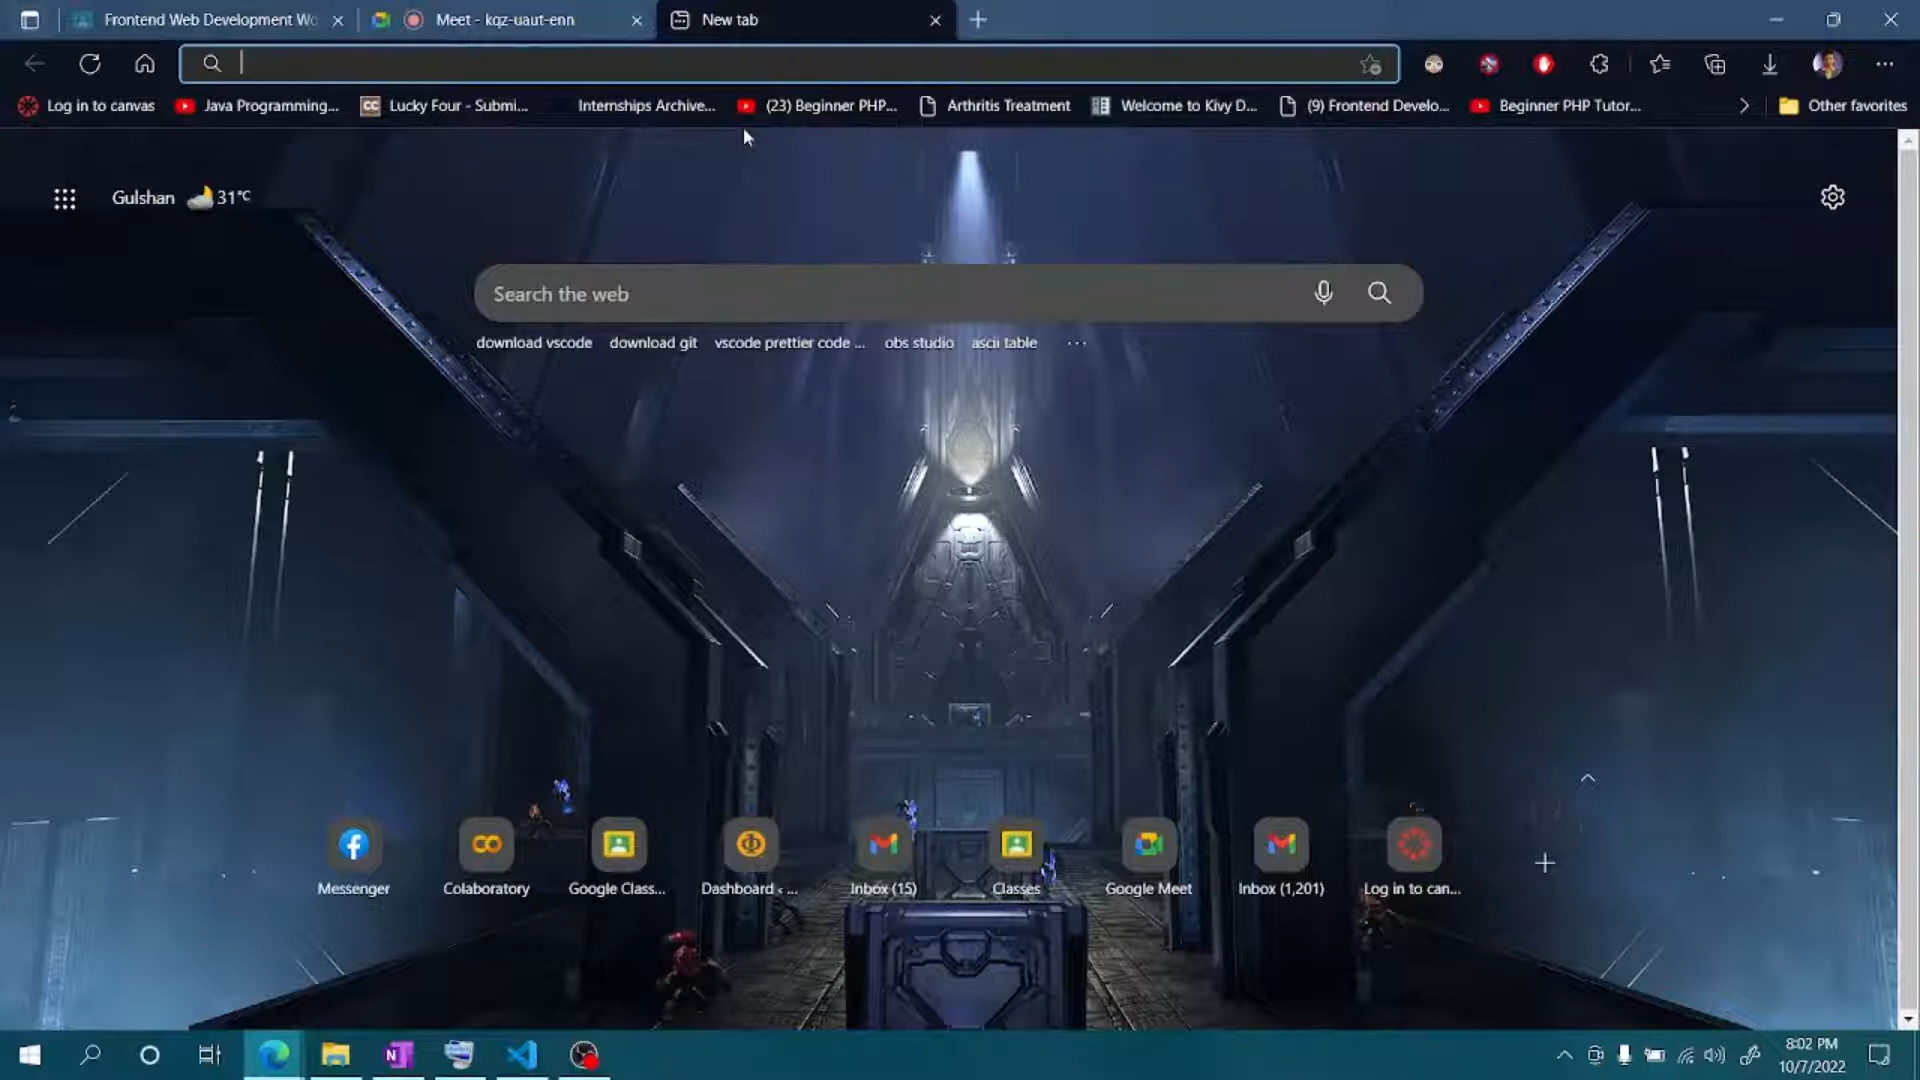 Frontend Web Development Wo
Meet - kqz-uaut-enn
New tab
Log in to canvas
Java Programming...
CC
Lucky Four - Submi...
Internships Archive...
(23) Beginner PHP...
Arthritis Treatment
Welcome to Kivy D...
(9) Frontend Develo...
Beginner PHP Tutor...
Other favorites
Gulshan
31°C
Search the web
download vscode
download git
vscode prettier code ...
obs studio
ascii table
Messenger
Colaboratory
Google Class...
Dashboard ‹ ...
Inbox (15)
Classes
Google Meet
Inbox (1,201)
Log in to can...
8:02 PM
10/7/2022